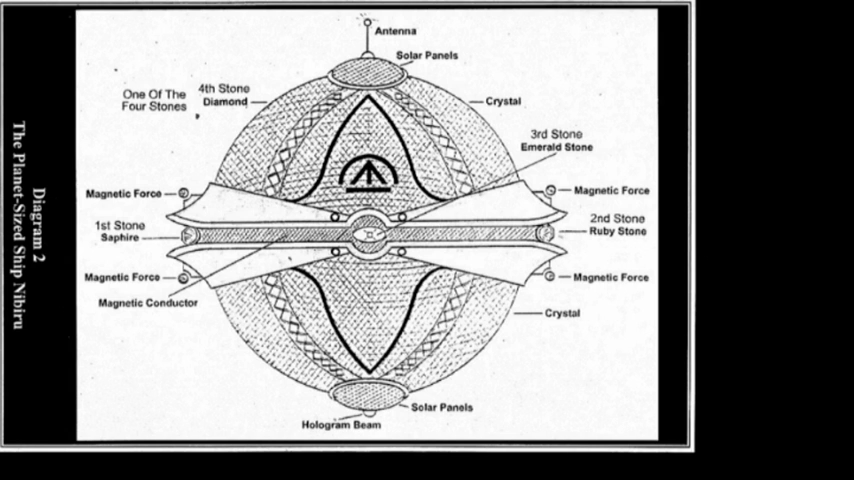 Antenna
Solar Panels
One Of The
Four Stones
4th Stone
Diamond
Crystal
3rd Stone
Emerald Stone
Magnetic Force
Magnetic Force
1st Stone
Saphire
2nd Stone
Ruby Stone
Magnetic Force
Magnetic Force
Magnetic Conductor
Crystal
Solar Panels
Hologram Beam
Diagram 2
The Planet-Sized Ship Nibiru